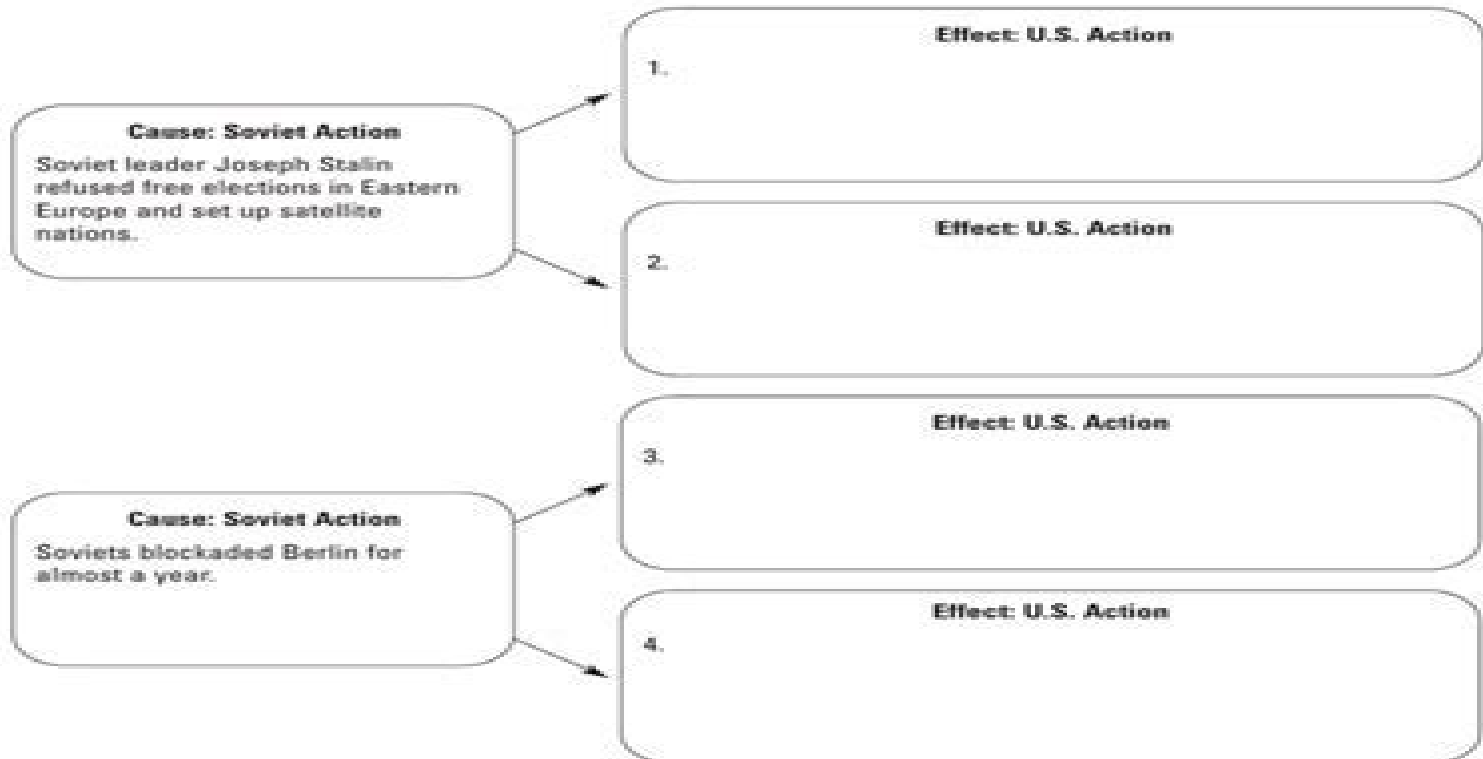 Effect: U.S. Action
1.
Cause: Soviet Action
Soviet leader Joseph Stalin
refused free elections in Eastern
Europe and set up satellite
nations.
Effect: U.S. Action
2.
Effect: U.S. Action
3.
Cause: Soviet Action
Soviets blockaded Berlin for
almost a year.
Effect: U.S. Action
4.